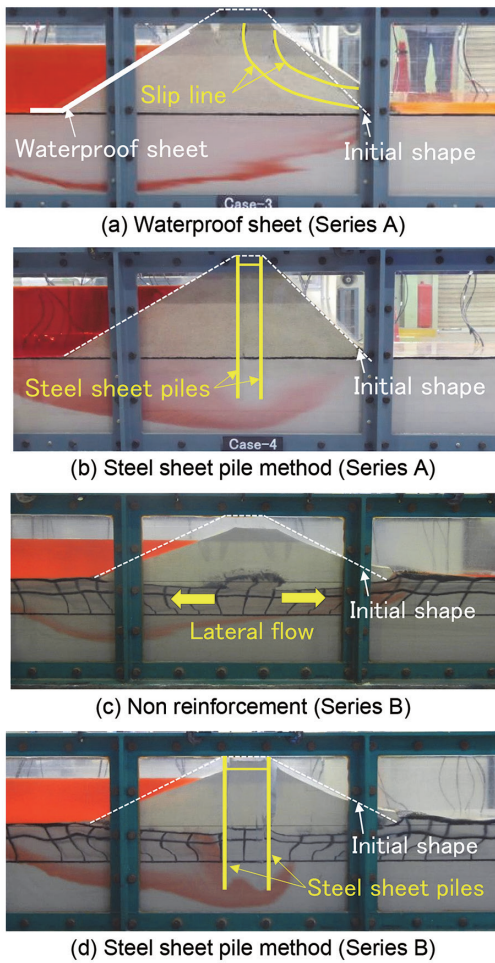 Slip line
Waterproof sheet
Initial shape
Case-3
(a) Waterproof sheet (Series A)
Steel sheet piles
Initial shape
Case-4
(b) Steel sheet pile method (Series A)
Initial shape
Lateral flow
(c) Non reinforcement (Series B)
Initial shape
Steel sheet piles
(d) Steel sheet pile method (Series B)